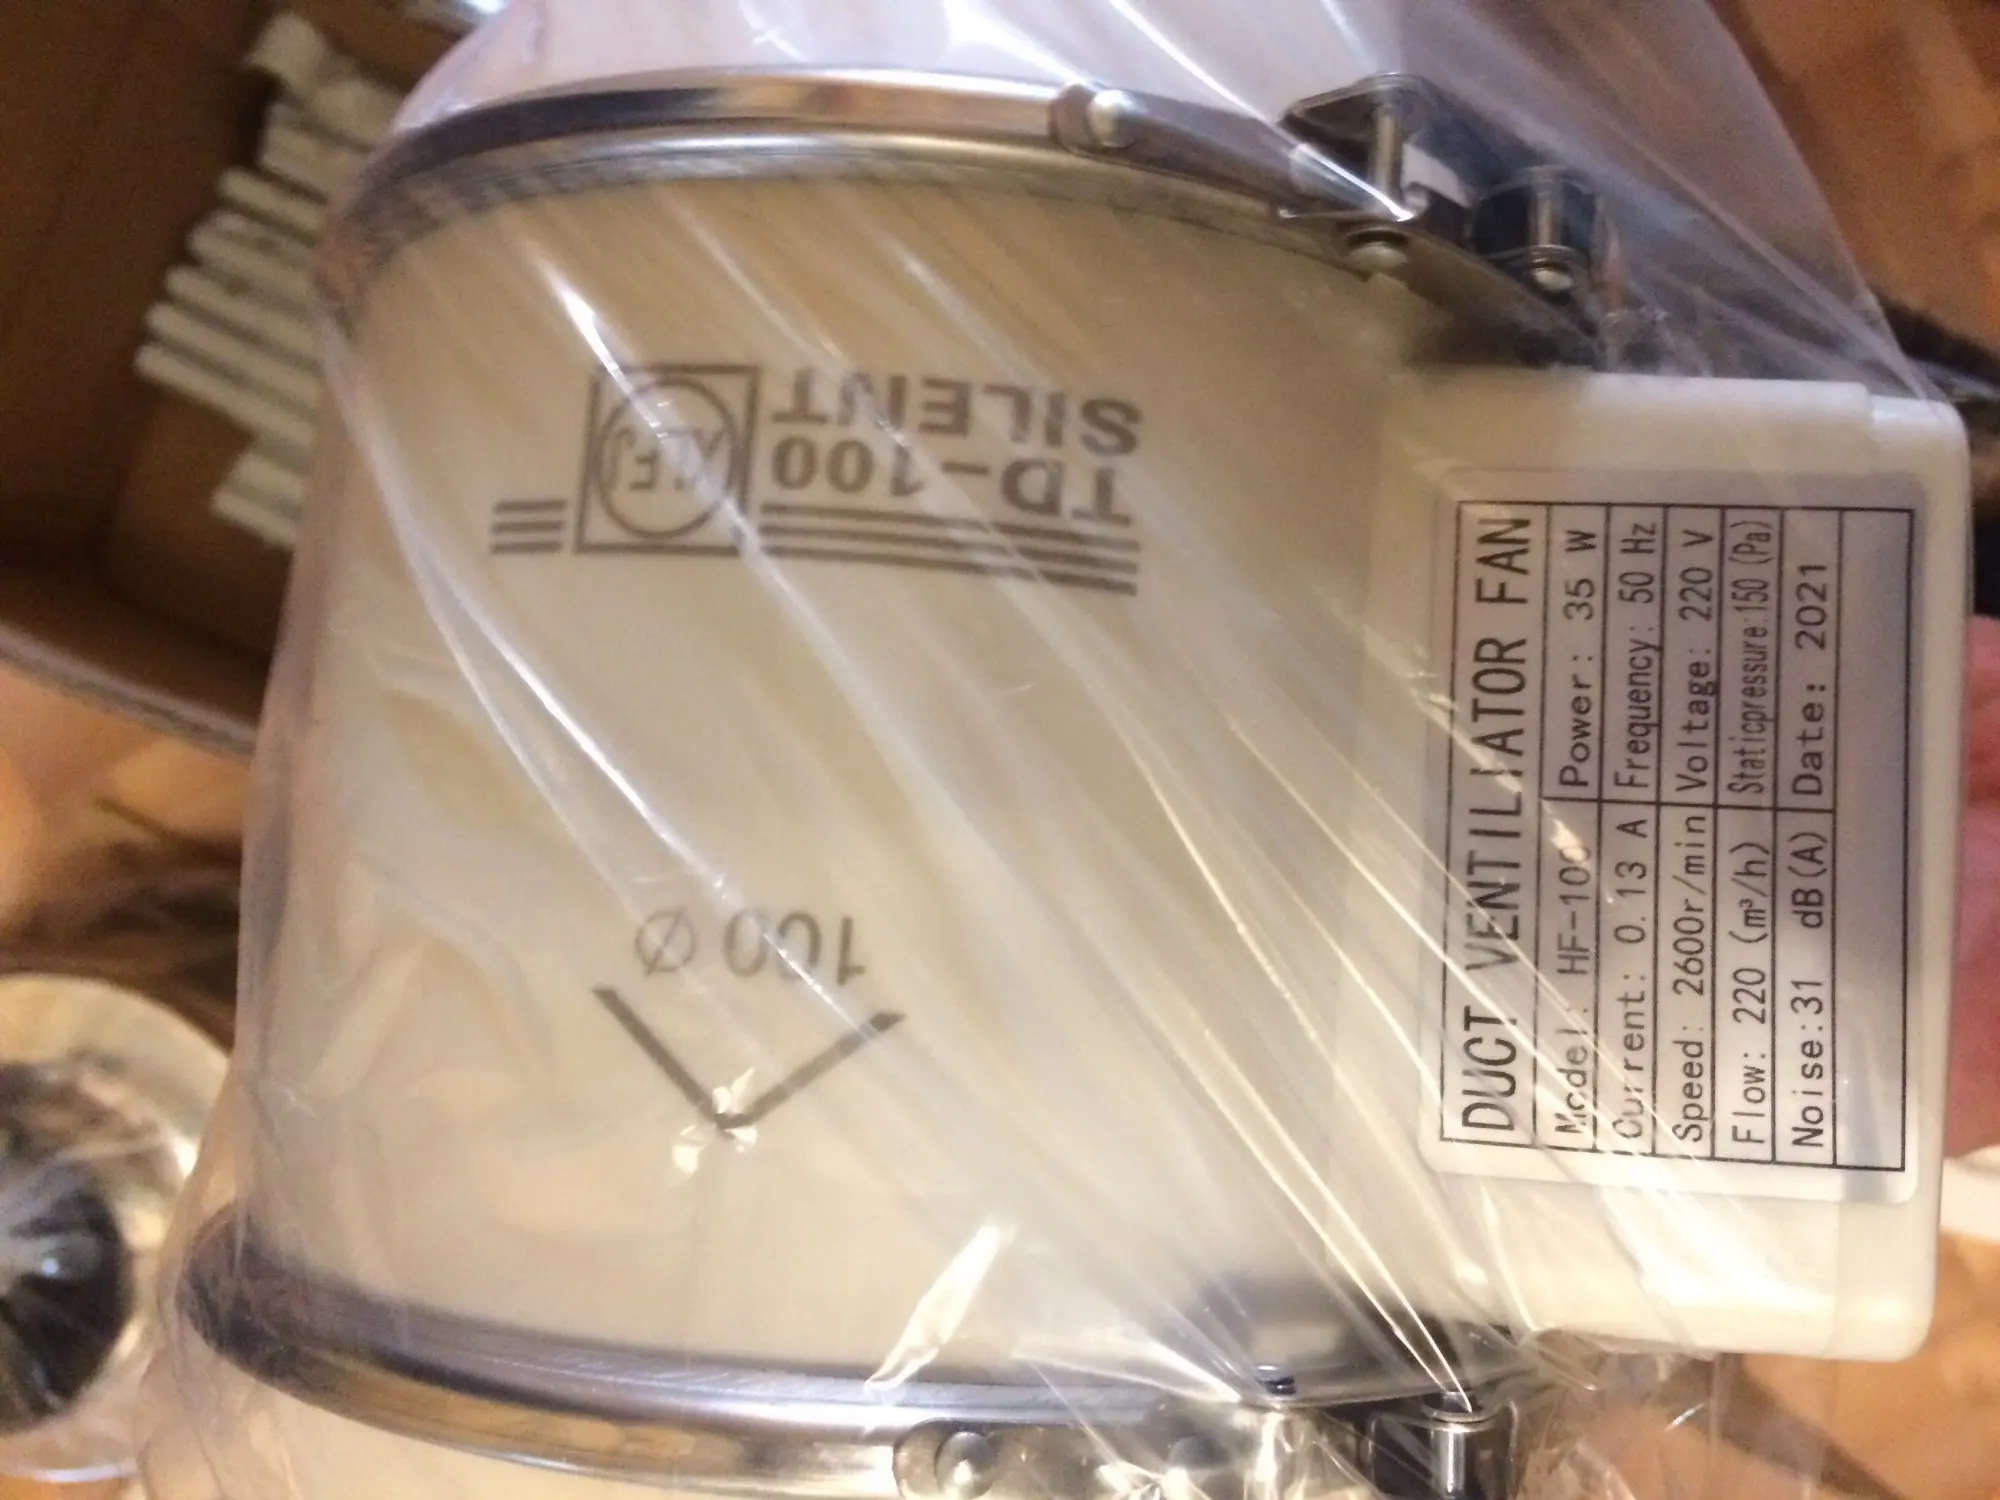 TD-100
SILENT
100 Ø
DUCT VENTILIATOR FAN
Model: HF-100 Power: 35 W
Current: 0.13 A Frequency: 50 Hz
Speed: 2600r/min Voltage: 220 V
Flow: 220 (m³/h) Staticpressure:150 (Pa)
Noise:31 dB(A) Date: 2021